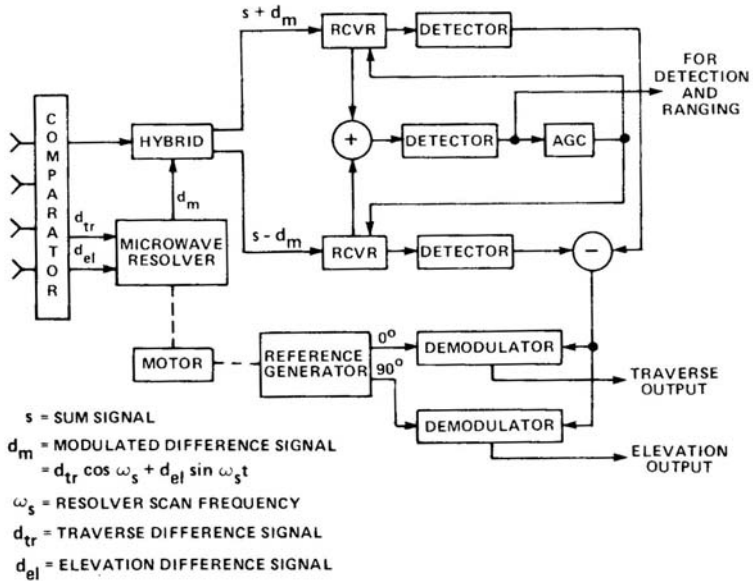 s + d_m
RCVR
DETECTOR
FOR
DETECTION
AND
RANGING
COMPARATOR
HYBRID
+
DETECTOR
AGC
d_m
d_tr
d_el
MICROWAVE
RESOLVER
s – d_m
RCVR
DETECTOR
–
MOTOR
REFERENCE
GENERATOR
0°
90°
DEMODULATOR
TRAVERSE
OUTPUT
DEMODULATOR
ELEVATION
OUTPUT
s = SUM SIGNAL
d_m = MODULATED DIFFERENCE SIGNAL
= d_tr cos ω_s + d_el sin ω_s t
ω_s = RESOLVER SCAN FREQUENCY
d_tr = TRAVERSE DIFFERENCE SIGNAL
d_el = ELEVATION DIFFERENCE SIGNAL